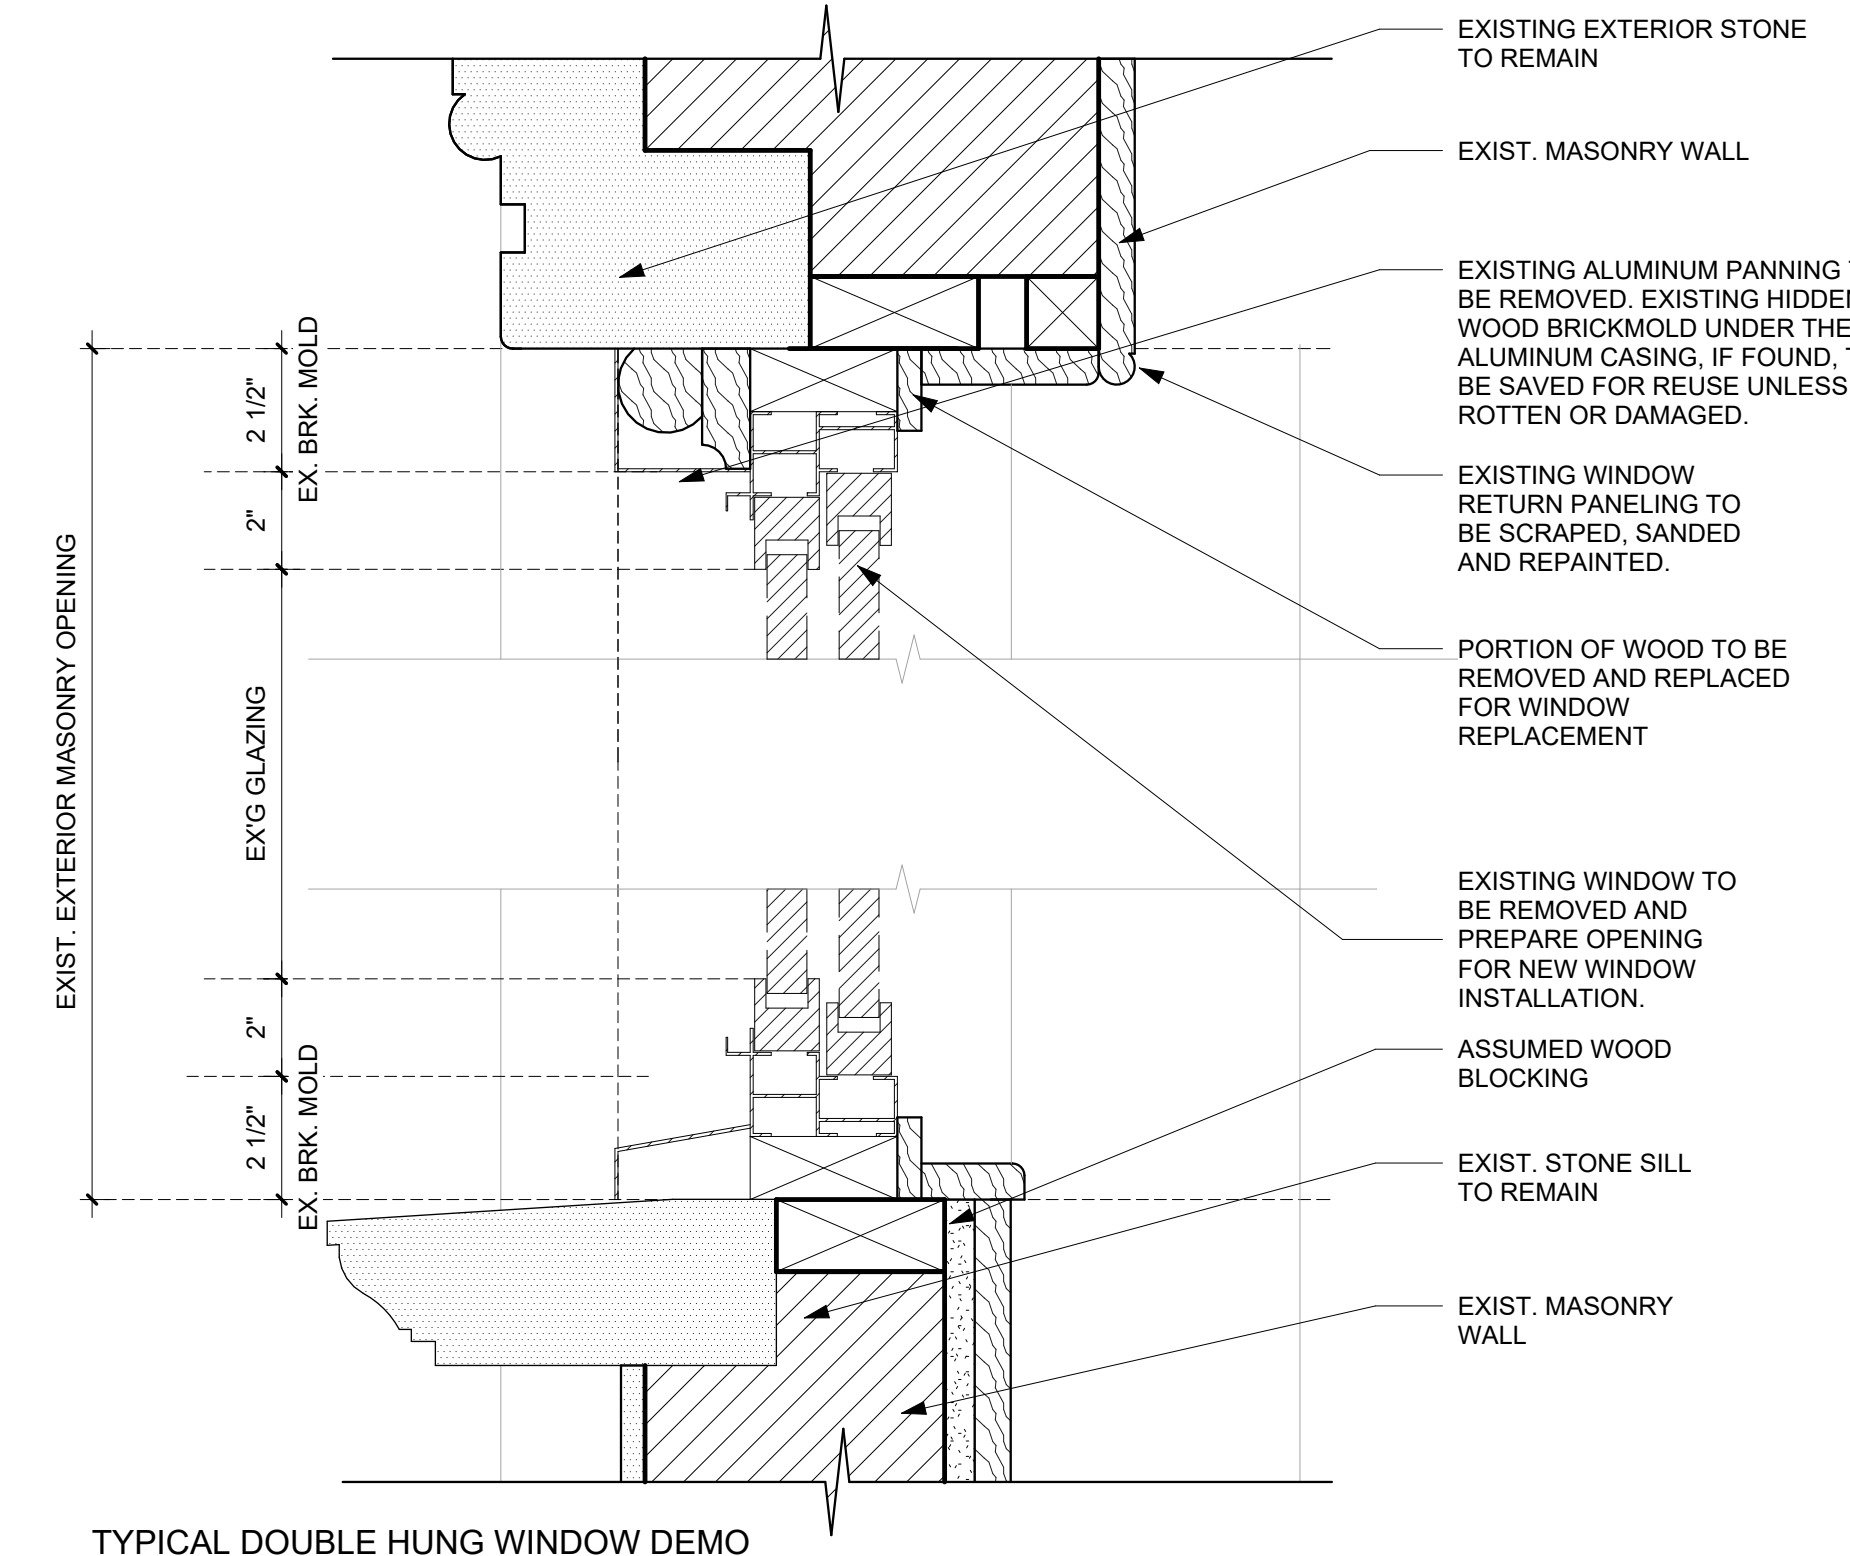 EXISTING EXTERIOR STONE
TO REMAIN
EXIST. MASONRY WALL
EXISTING ALUMINUM PANNING
BE REMOVED. EXISTING HIDDEN
WOOD BRICKMOLD UNDER THE
ALUMINUM CASING, IF FOUND,
BE SAVED FOR REUSE UNLESS
ROTTEN OR DAMAGED.
EXISTING WINDOW
RETURN PANELING TO
BE SCRAPED, SANDED
AND REPAINTED.
PORTION OF WOOD TO BE
REMOVED AND REPLACED
FOR WINDOW
REPLACEMENT
EXISTING WINDOW TO
BE REMOVED AND
PREPARE OPENING
FOR NEW WINDOW
INSTALLATION.
ASSUMED WOOD
BLOCKING
EXIST. STONE SILL
TO REMAIN
EXIST. MASONRY
WALL
EXIST. EXTERIOR MASONRY OPENING
2 1/2"
EX. BRK. MOLD
2"
EX'G GLAZING
2"
2 1/2"
EX. BRK. MOLD
TYPICAL DOUBLE HUNG WINDOW DEMO